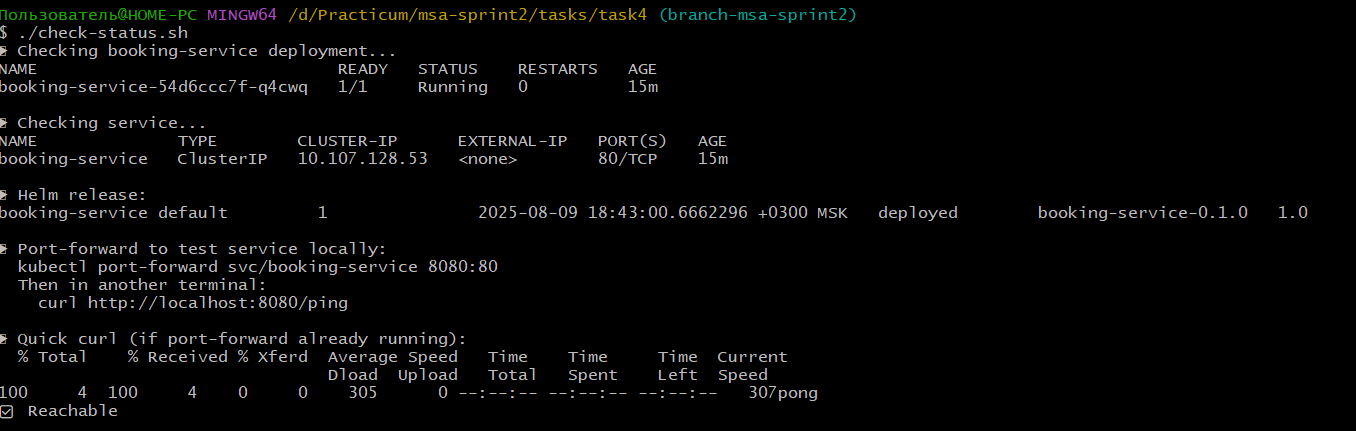 Пользователь@HOME-PC MINGW64 /d/Practicum/msa-sprint2/tasks/task4 (branch-msa-sprint2)
$ ./check-status.sh
Checking booking-service deployment...
NAME READY STATUS RESTARTS AGE
booking-service-54d6ccc7f-q4cwq 1/1 Running 0 15m
Checking service...
NAME TYPE CLUSTER-IP EXTERNAL-IP PORT(S) AGE
booking-service ClusterIP 10.107.128.53 <none> 80/TCP 15m
Helm release:
booking-service default 1 2025-08-09 18:43:00.6662296 +0300 MSK deployed booking-service-0.1.0 1.0
Port-forward to test service locally:
kubectl port-forward svc/booking-service 8080:80
Then in another terminal:
curl http://localhost:8080/ping
Quick curl (if port-forward already running):
% Total % Received % Xferd Average Speed Time Time Time Current
Dload Upload Total Spent Left Speed
100 4 100 4 0 0 305 0 --:--:-- --:--:-- --:--:-- 307pong
☑ Reachable